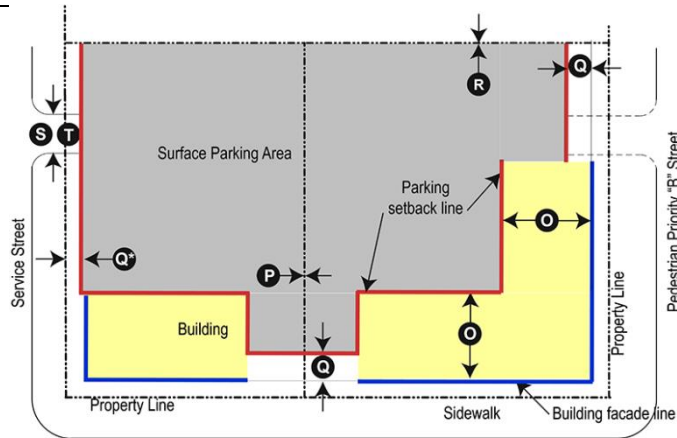 R
Q
S T
Surface Parking Area
Parking
setback line
O
Pedestrian Priority "B" Street
Service Street
Q*
P
Property Line
Building
O
Q
Property Line
Sidewalk
Building facade line